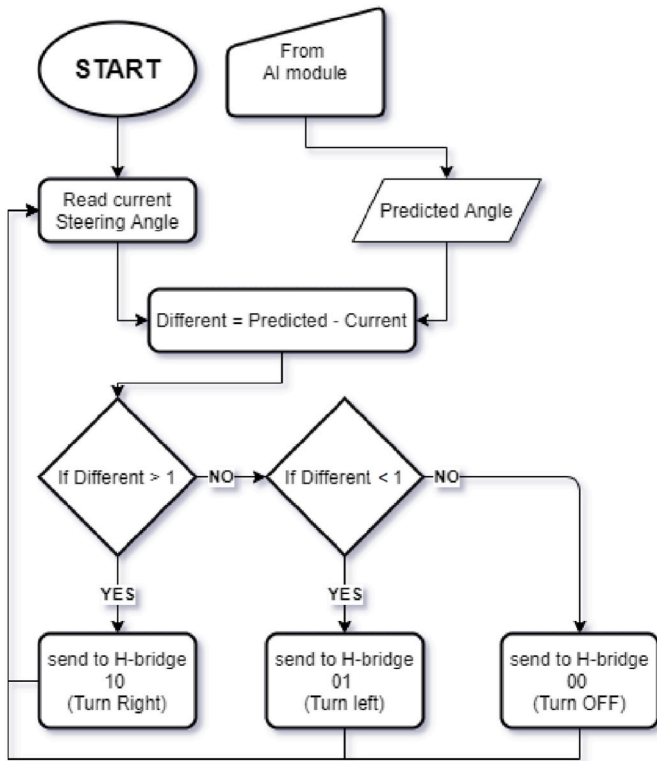 START
From
AI module
Read current
Steering Angle
Predicted Angle
Different = Predicted - Current
If Different > 1
NO
If Different < 1
NO
YES
YES
send to H-bridge
10
(Turn Right)
send to H-bridge
01
(Turn left)
send to H-bridge
00
(Turn OFF)